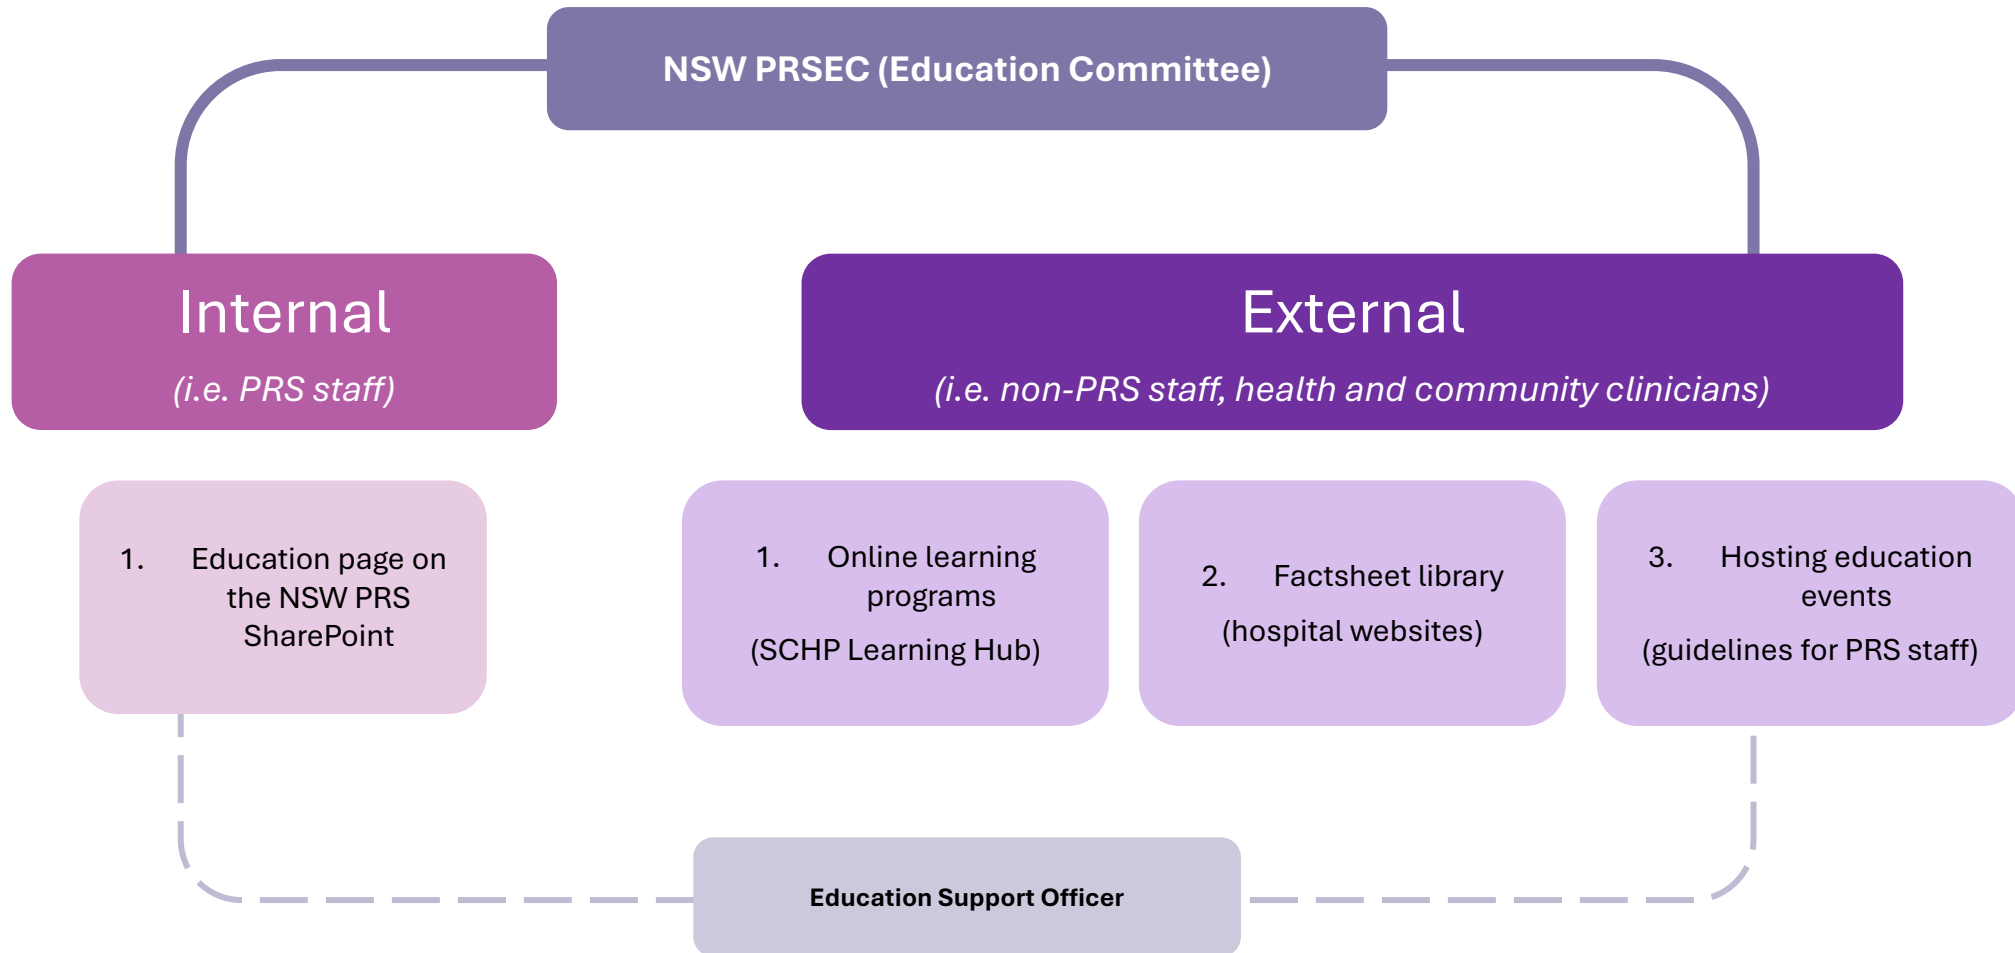 NSW PRSEC (Education Committee)
Internal
(i.e. PRS staff)
External
(i.e. non-PRS staff, health and community clinicians)
1. Education page on
the NSW PRS
SharePoint
1. Online learning
programs
(SCHP Learning Hub)
2. Factsheet library
(hospital websites)
3. Hosting education
events
(guidelines for PRS staff)
Education Support Officer